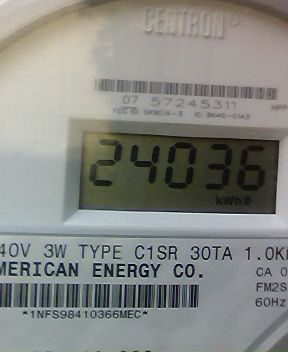 CENTRON®
07 57245311
24036
kWh
40V 3W TYPE C1SR 30TA 1.0K
MERICAN ENERGY CO.
CA 0
FM2S
60Hz
*1NFS98410366MEC*